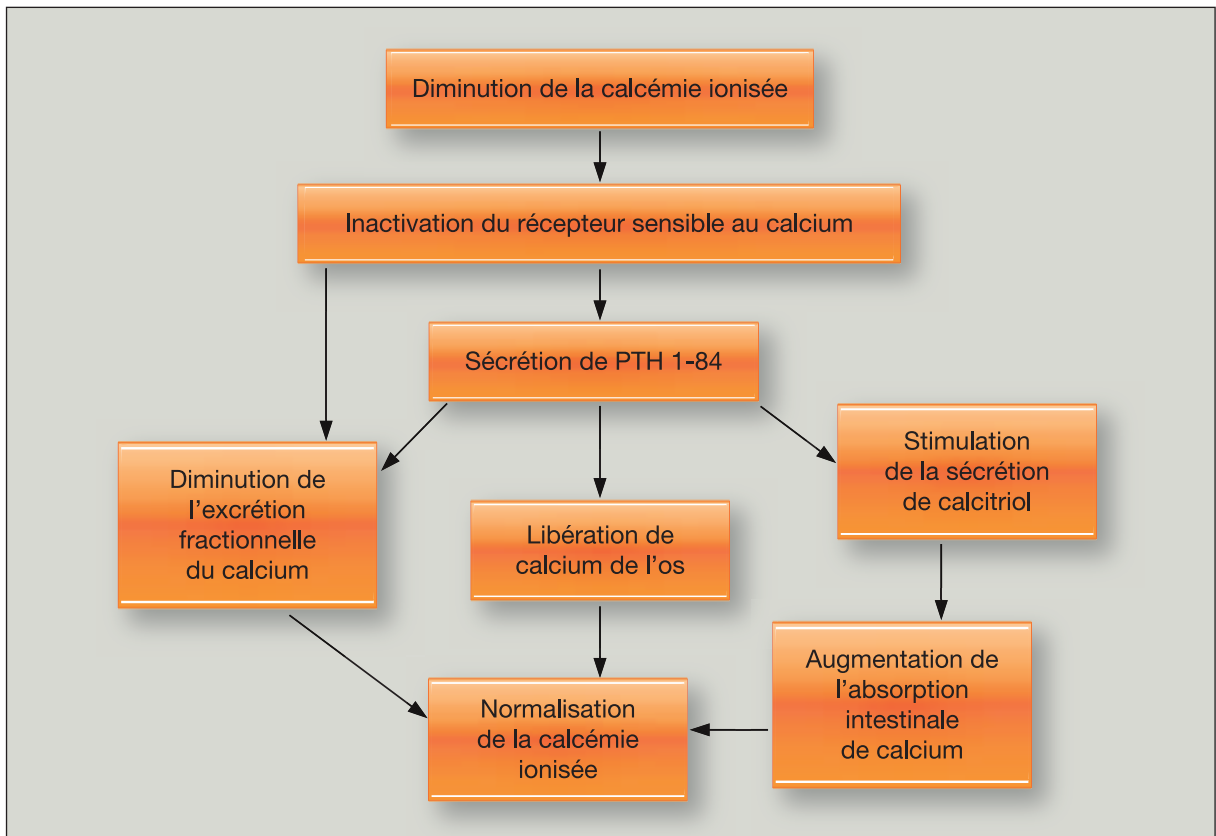 Diminution de la calcémie ionisée
Inactivation du récepteur sensible au calcium
Sécrétion de PTH 1-84
Diminution de
l’excrétion
fractionnelle
du calcium
Libération de
calcium de l’os
Stimulation
de la sécrétion
de calcitriol
Augmentation de
l’absorption
intestinale
de calcium
Normalisation
de la calcémie
ionisée